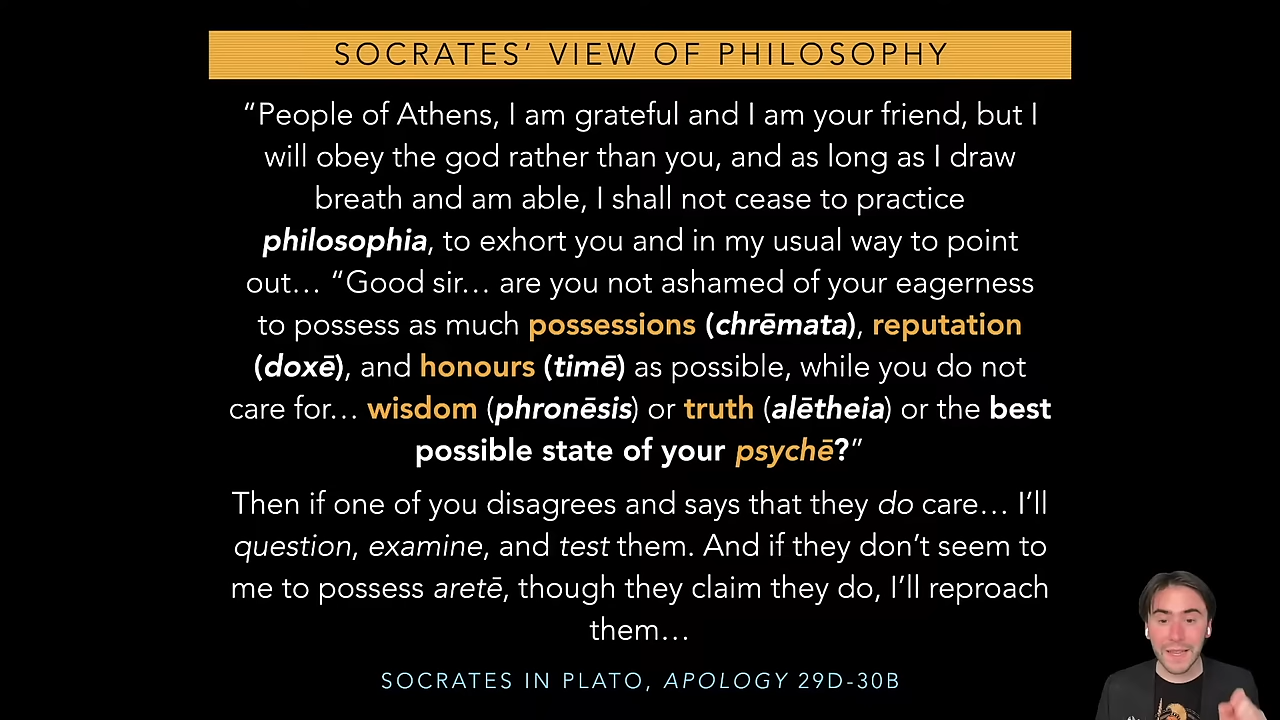 SOCRATES’ VIEW OF PHILOSOPHY
“People of Athens, I am grateful and I am your friend, but I
will obey the god rather than you, and as long as I draw
breath and am able, I shall not cease to practice
philosophia, to exhort you and in my usual way to point
out… “Good sir… are you not ashamed of your eagerness
to possess as much possessions (chrēmata), reputation
(doxē), and honours (timē) as possible, while you do not
care for… wisdom (phronēsis) or truth (alētheia) or the best
possible state of your psychē?”
Then if one of you disagrees and says that they do care… I’ll
question, examine, and test them. And if they don’t seem to
me to possess aretē, though they claim they do, I’ll reproach
them…
SOCRATES IN PLATO, APOLOGY 29D-30B